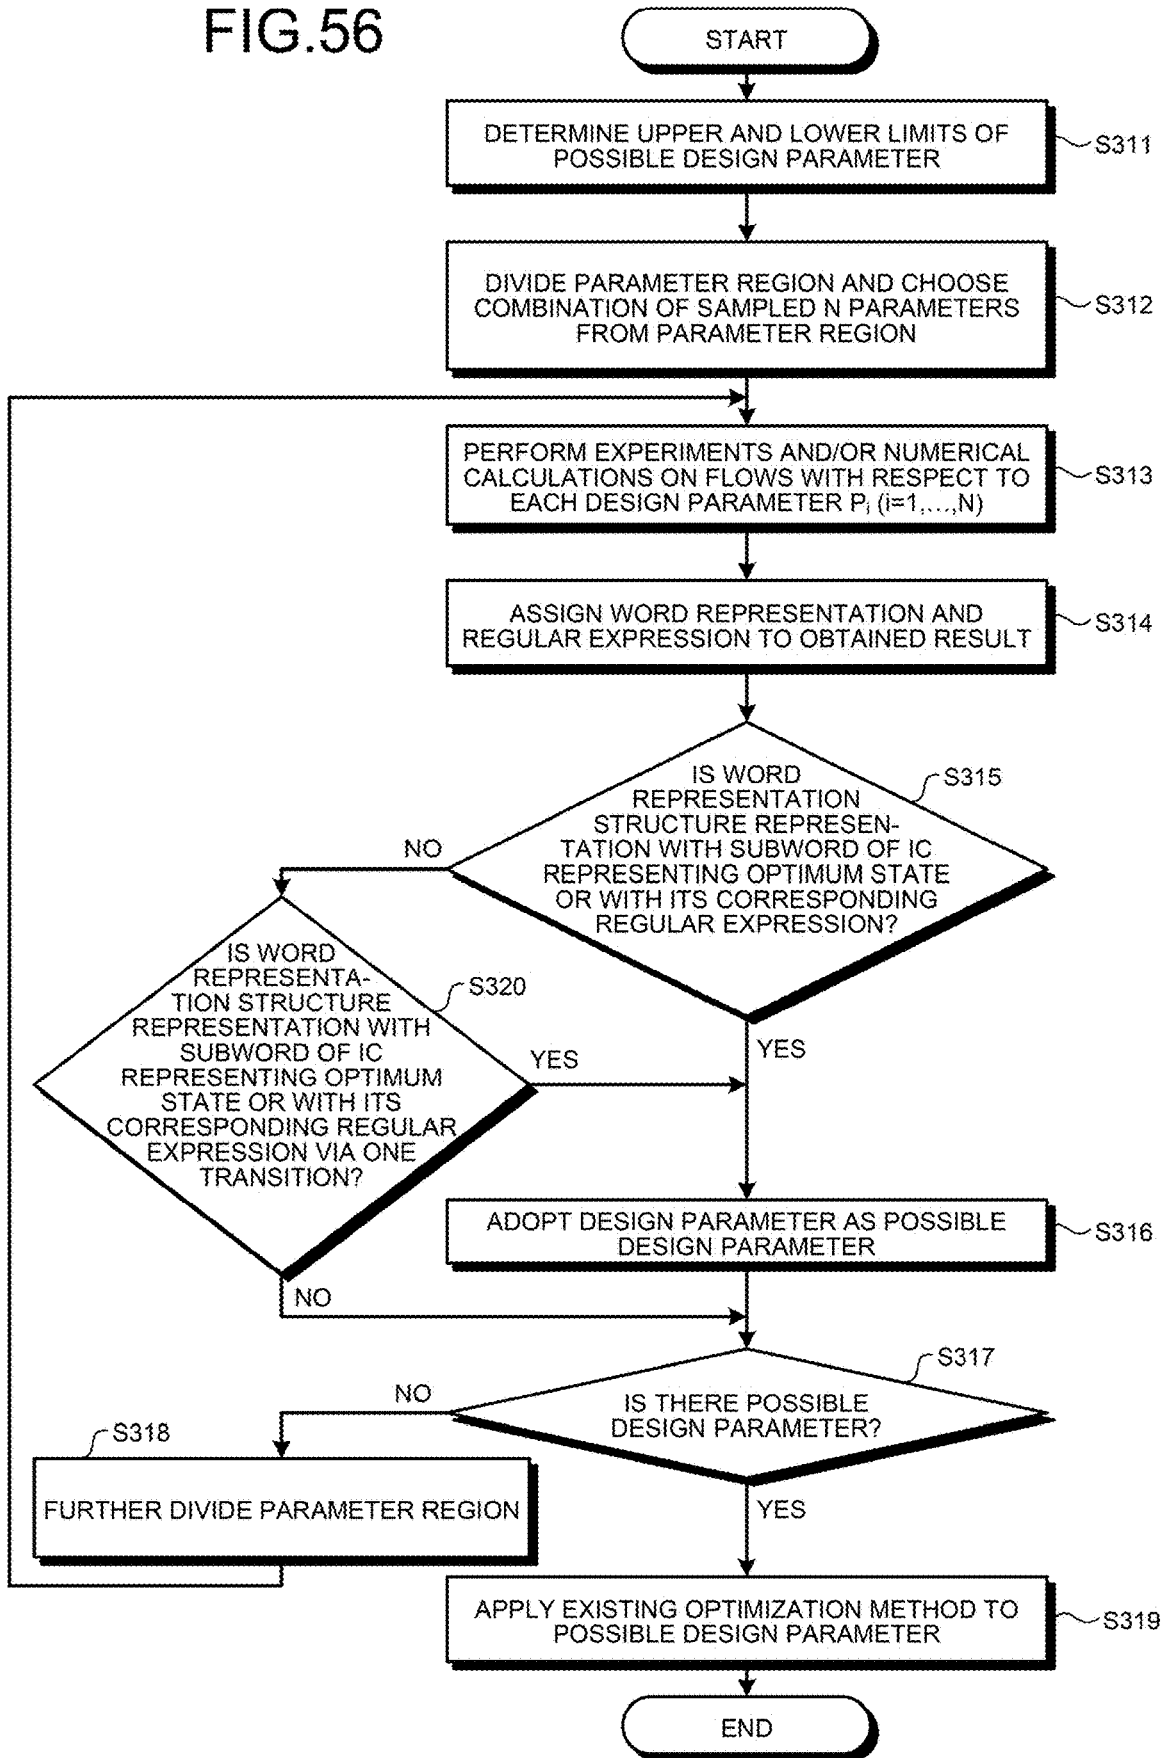 FIG.56
START
DETERMINE UPPER AND LOWER LIMITS OF
POSSIBLE DESIGN PARAMETER
S311
DIVIDE PARAMETER REGION AND CHOOSE
COMBINATION OF SAMPLED N PARAMETERS
FROM PARAMETER REGION
S312
PERFORM EXPERIMENTS AND/OR NUMERICAL
CALCULATIONS ON FLOWS WITH RESPECT TO
EACH DESIGN PARAMETER Pi (i=1,...,N)
S313
ASSIGN WORD REPRESENTATION AND
REGULAR EXPRESSION TO OBTAINED RESULT
S314
IS WORD
REPRESENTATION
STRUCTURE REPRESEN-
TATION WITH SUBWORD OF IC
REPRESENTING OPTIMUM STATE
OR WITH ITS CORRESPONDING
REGULAR EXPRESSION?
S315
NO
YES
IS WORD
REPRESENTA-
TION STRUCTURE
REPRESENTATION WITH
SUBWORD OF IC
REPRESENTING OPTIMUM
STATE OR WITH ITS
CORRESPONDING REGULAR
EXPRESSION VIA ONE
TRANSITION?
S320
YES
NO
ADOPT DESIGN PARAMETER AS POSSIBLE
DESIGN PARAMETER
S316
IS THERE POSSIBLE
DESIGN PARAMETER?
S317
NO
YES
S318
FURTHER DIVIDE PARAMETER REGION
APPLY EXISTING OPTIMIZATION METHOD TO
POSSIBLE DESIGN PARAMETER
S319
END